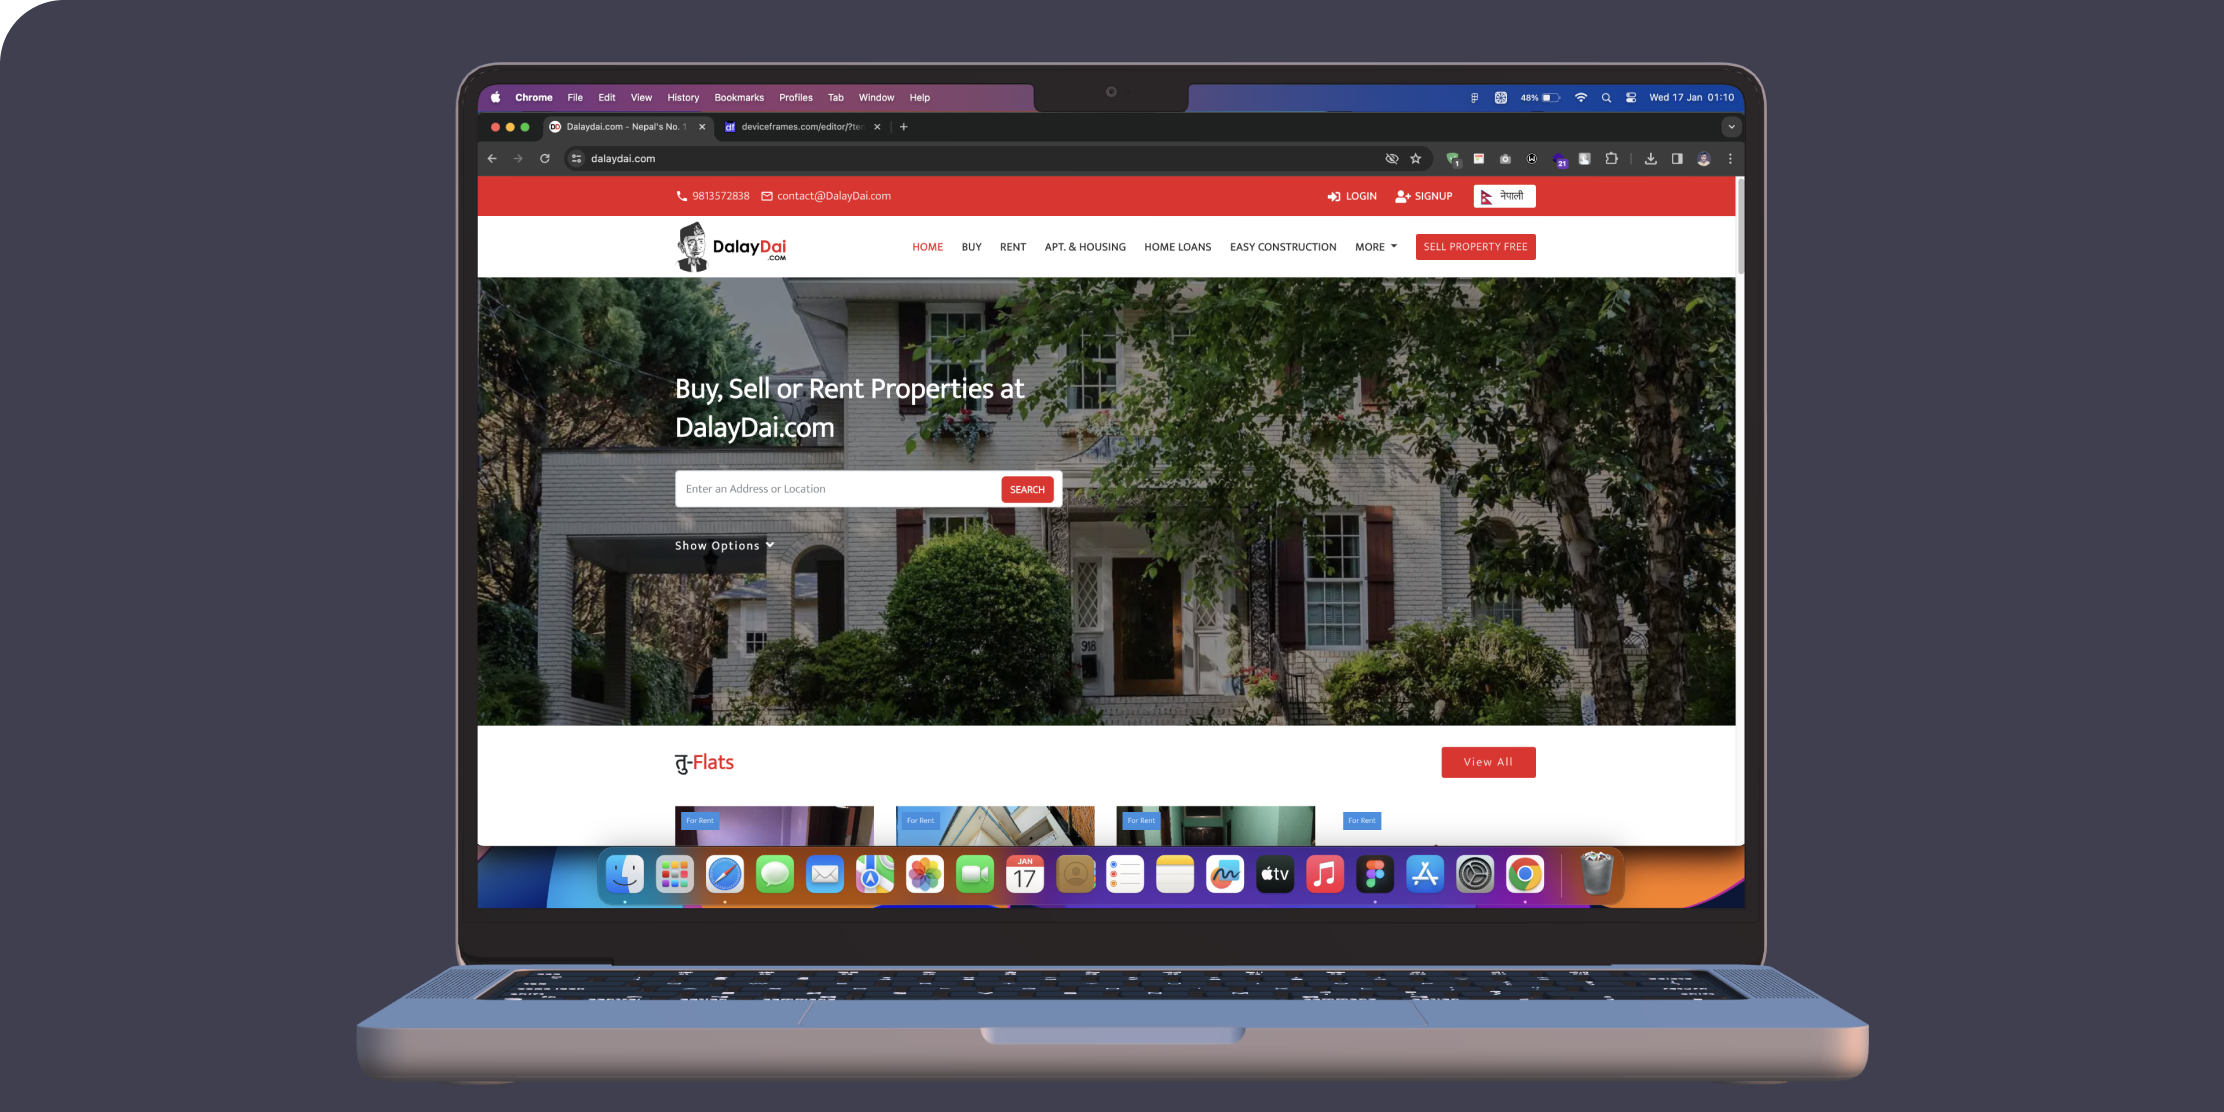 Chrome File Edit View History Bookmarks Profiles Tab Window Help
48% Wed 17 Jan 01:10
Dalaydai.com - Nepal's No. 1
deviceframes.com/editor/?te
dalaydai.com
1
21
9813572838 contact@DalayDai.com
LOGIN SIGNUP नेपाली
DalayDai
.COM
HOME BUY RENT APT. & HOUSING HOME LOANS EASY CONSTRUCTION MORE SELL PROPERTY FREE
Buy, Sell or Rent Properties at
DalayDai.com
Enter an Address or Location SEARCH
Show Options
918
तु-Flats View All
For Rent For Rent For Rent For Rent
JAN
17
tv